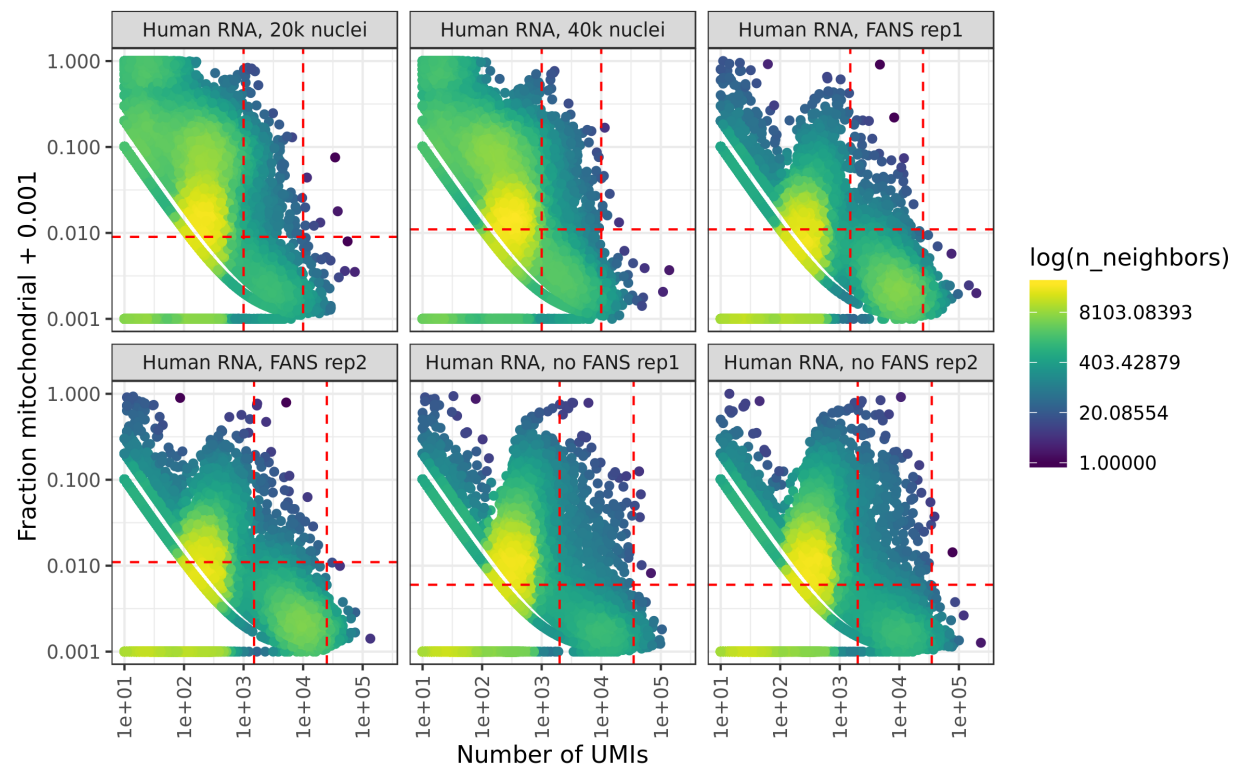 Human RNA, 20k nuclei
Human RNA, 40k nuclei
Human RNA, FANS rep1
1.000
0.100
0.010
0.001
Human RNA, FANS rep2
Human RNA, no FANS rep1
Human RNA, no FANS rep2
1.000
0.100
0.010
0.001
1e+01
1e+02
1e+03
1e+04
1e+05
1e+01
1e+02
1e+03
1e+04
1e+05
1e+01
1e+02
1e+03
1e+04
1e+05
Number of UMIs
Fraction mitochondrial + 0.001
log(n_neighbors)
8103.08393
403.42879
20.08554
1.00000